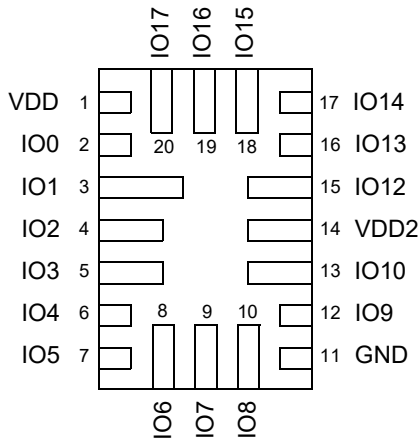 IO17 IO16 IO15
VDD 1 17 IO14
IO0 2 20 19 18 16 IO13
IO1 3 15 IO12
IO2 4 14 VDD2
IO3 5 13 IO10
IO4 6 8 9 10 12 IO9
IO5 7 11 GND
IO6 IO7 IO8